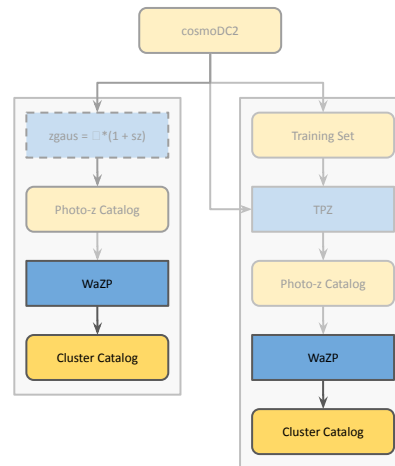 cosmoDC2
zgaus = *(1 + sz)
Training Set
Photo-z Catalog
TPZ
WaZP
Photo-z Catalog
Cluster Catalog
WaZP
Cluster Catalog